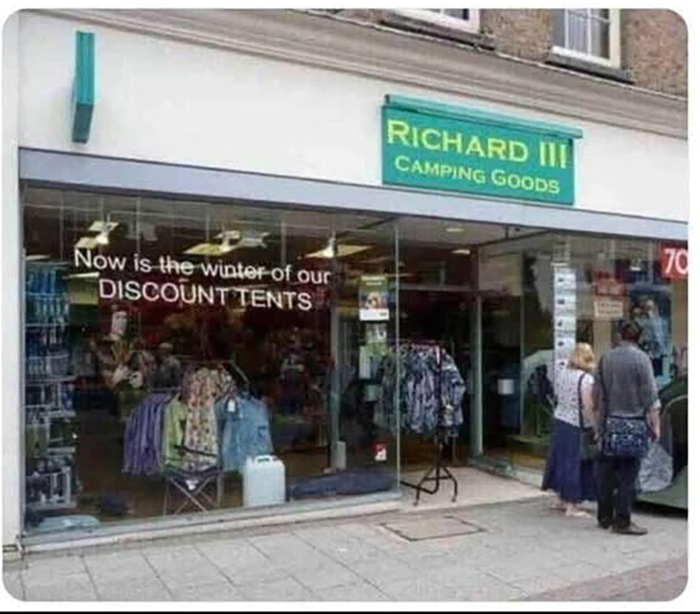 RICHARD III
CAMPING GOODS
Now is the winter of our
DISCOUNT TENTS
70